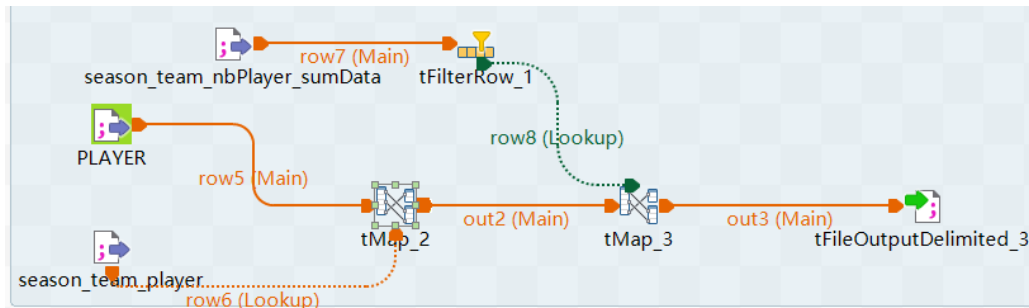 row7 (Main)
season_team_nbPlayer_sumData
tFilterRow_1
row8 (Lookup)
PLAYER
row5 (Main)
out2 (Main)
out3 (Main)
tMap_2
tMap_3
tFileOutputDelimited_3
season_team_player
row6 (Lookup)